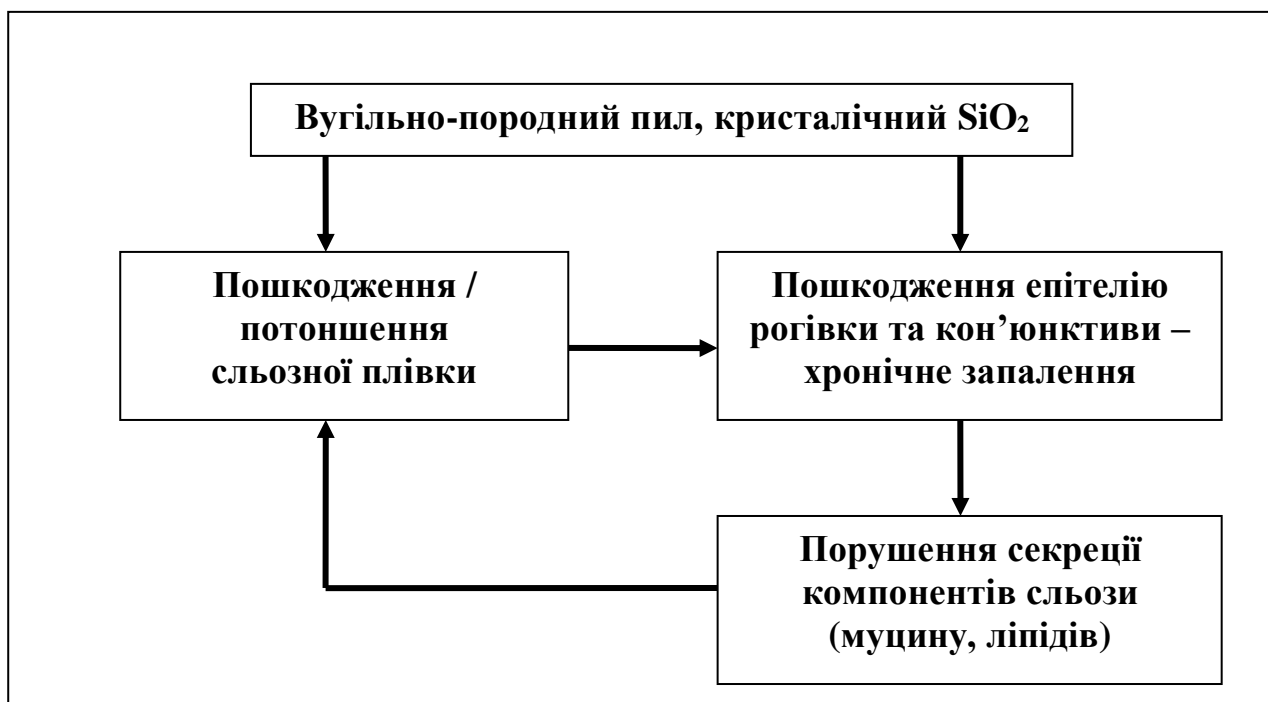 Вугільно-породний пил, кристалічний SiO₂
Пошкодження /
потоншення
сльозної плівки
Пошкодження епітелію
рогівки та кон’юнктиви –
хронічне запалення
Порушення секреції
компонентів сльози
(муцину, ліпідів)